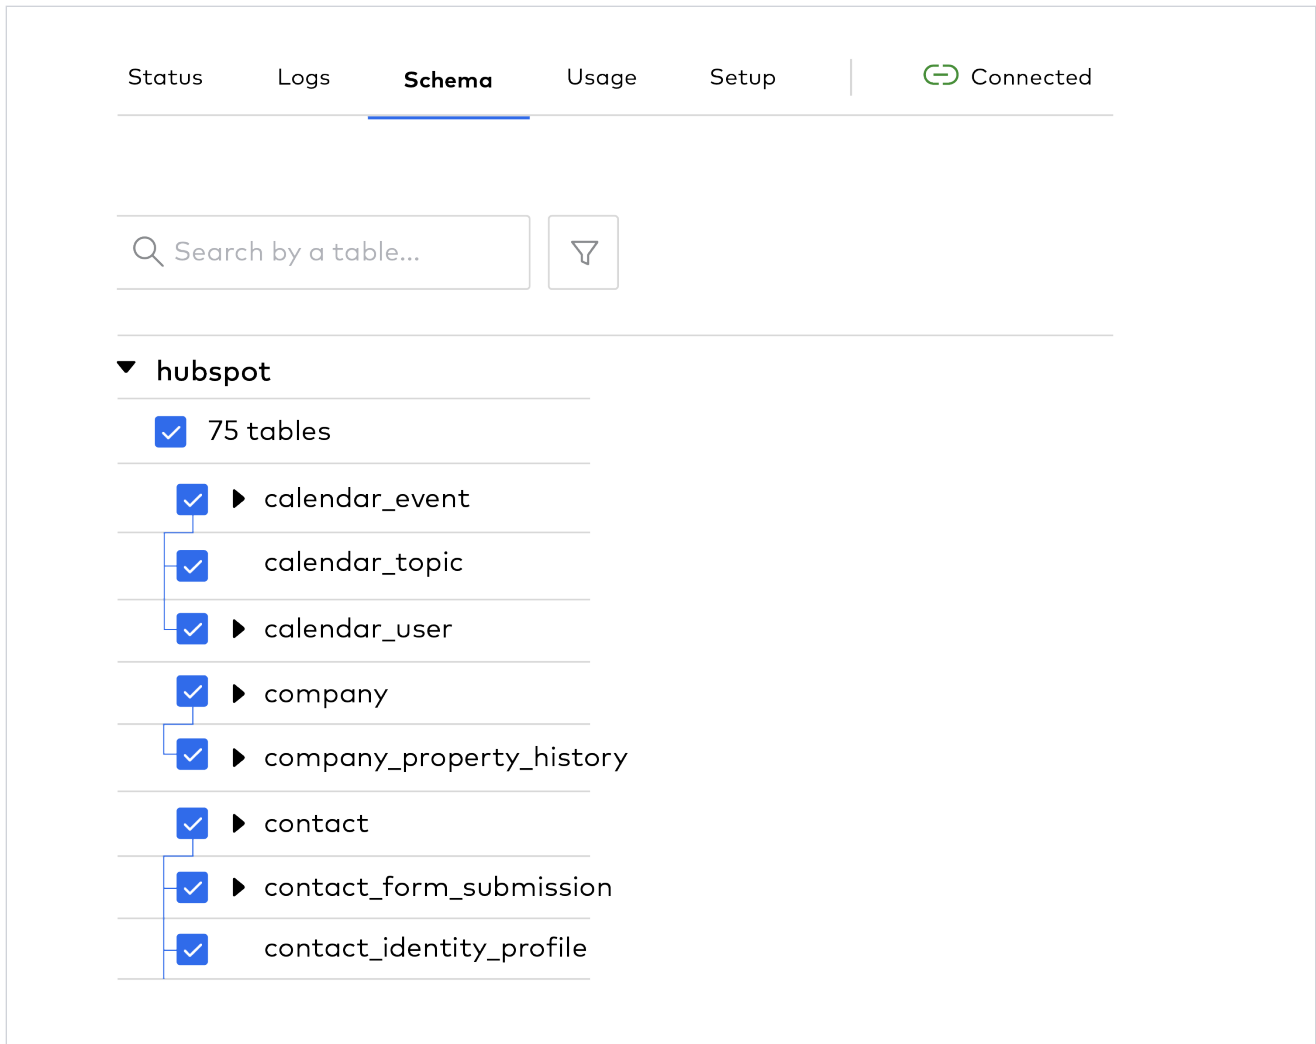 Status Logs Schema Usage Setup Connected
Search by a table...
hubspot
75 tables
calendar_event
calendar_topic
calendar_user
company
company_property_history
contact
contact_form_submission
contact_identity_profile